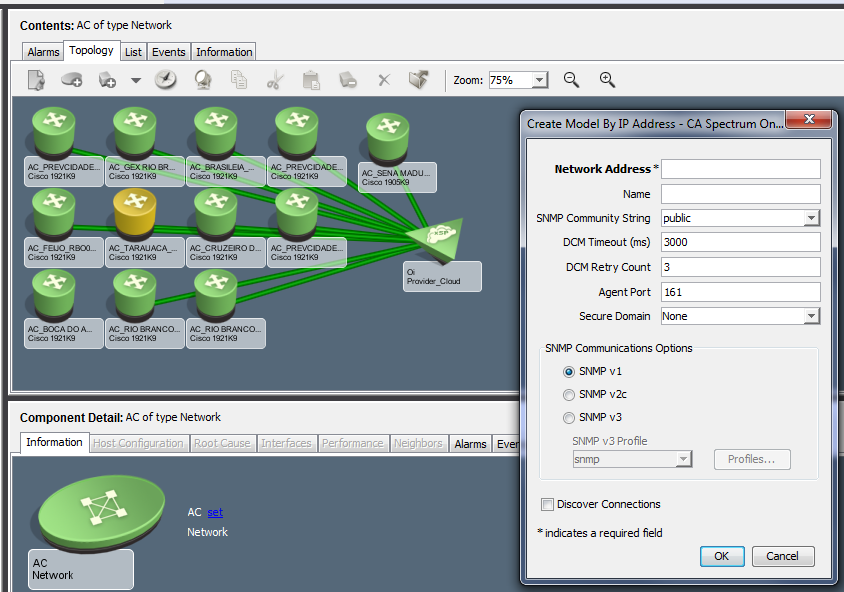 Contents: AC of type Network
Alarms Topology List Events Information
Zoom: 75%
AC_PREVCIDADE... AC_GEX RIO BR... AC_BRASILEIA_... AC_PREVCIDADE...
Cisco 1921K9 Cisco 1921K9 Cisco 1921K9 Cisco 1921K9
AC_SENA MADU...
Cisco 1905K9
AC_FEIJO_RBO0... AC_TARAUACA_... AC_CRUZEIRO D... AC_PREVCIDADE...
Cisco 1921K9 Cisco 1921K9 Cisco 1921K9 Cisco 1921K9
Oi
Provider_Cloud
AC_BOCA DO A... AC_RIO BRANCO... AC_RIO BRANCO...
Cisco 1921K9 Cisco 1921K9 Cisco 1921K9
Component Detail: AC of type Network
Information Host Configuration Root Cause Interfaces Performance Neighbors Alarms Even
AC set
Network
AC
Network
Create Model By IP Address - CA Spectrum On...
Network Address *
Name
SNMP Community String public
DCM Timeout (ms) 3000
DCM Retry Count 3
Agent Port 161
Secure Domain None
SNMP Communications Options
SNMP v1
SNMP v2c
SNMP v3
SNMP v3 Profile
snmp Profiles...
Discover Connections
* indicates a required field
OK Cancel